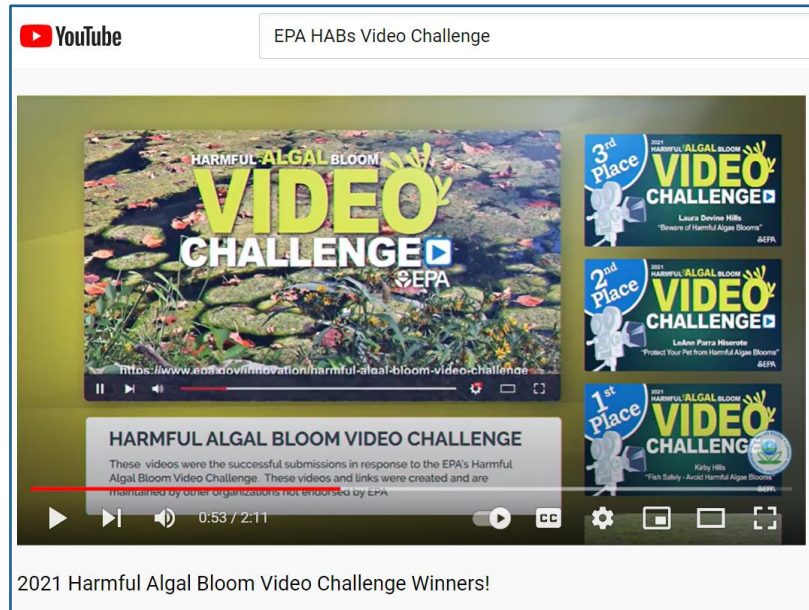 YouTube
EPA HABs Video Challenge
HARMFUL ALGAL BLOOM
VIDEO
CHALLENGE
EPA
https://www.epa.gov/innovation/harmful-algal-bloom-video-challenge
HARMFUL ALGAL BLOOM VIDEO CHALLENGE
These videos were the successful submissions in response to the EPA's Harmful
Algal Bloom Video Challenge. These videos and links were created and are
maintained by other organizations not endorsed by EPA
3rd
Place
2021
HARMFUL ALGAL BLOOM
VIDEO
CHALLENGE
Laura Devine Hills
"Beware of Harmful Algae Blooms"
EPA
2nd
Place
2021
HARMFUL ALGAL BLOOM
VIDEO
CHALLENGE
LeAnn Parra Hiserote
"Protect Your Pet from Harmful Algae Blooms"
EPA
1st
Place
2021
HARMFUL ALGAL BLOOM
VIDEO
CHALLENGE
Kirby Hills
"Fish Safely - Avoid Harmful Algae Blooms"
EPA
0:53 / 2:11
CC
2021 Harmful Algal Bloom Video Challenge Winners!